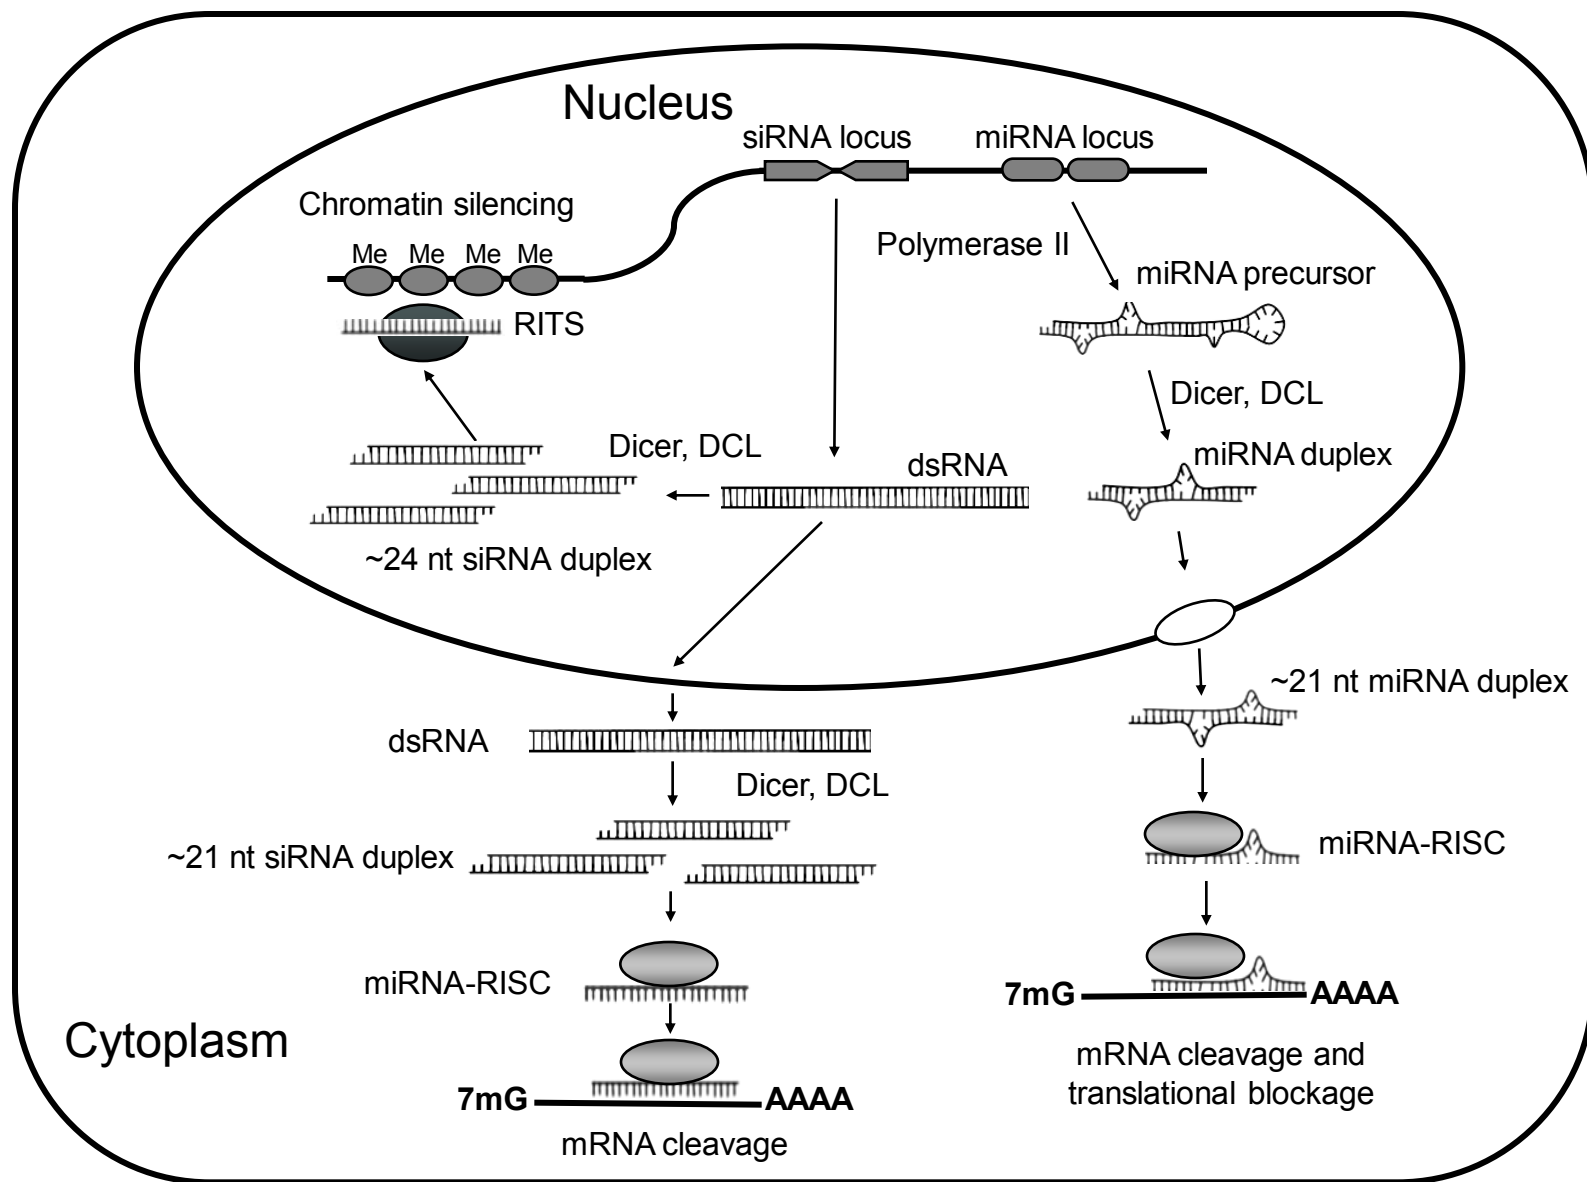 Nucleus
siRNA locus
miRNA locus
Chromatin silencing
Me Me Me Me
Polymerase II
miRNA precursor
RITS
Dicer, DCL
Dicer, DCL
dsRNA
miRNA duplex
~24 nt siRNA duplex
~21 nt miRNA duplex
dsRNA
Dicer, DCL
~21 nt siRNA duplex
miRNA-RISC
miRNA-RISC
7mG AAAA
Cytoplasm
mRNA cleavage and
translational blockage
7mG AAAA
mRNA cleavage